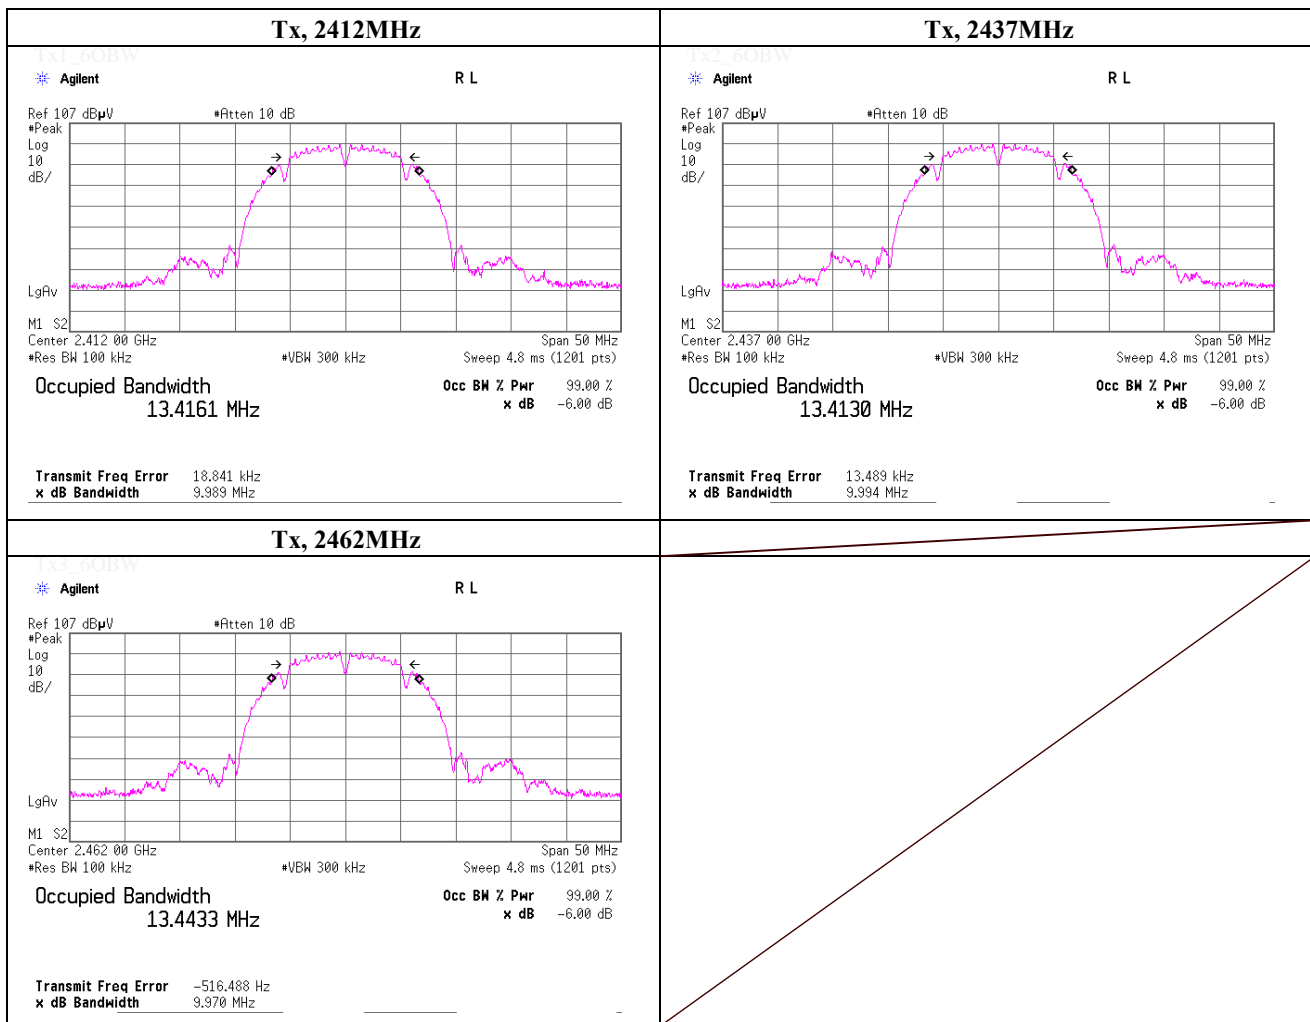 Tx, 2412MHz
Tx1_6OBW
Agilent R L
Ref 107 dBµV #Atten 10 dB
#Peak
Log
10
dB/
LgAv
M1 S2
Center 2.412 00 GHz Span 50 MHz
#Res BW 100 kHz #VBW 300 kHz Sweep 4.8 ms (1201 pts)
Occupied Bandwidth Occ BW % Pwr 99.00 %
13.4161 MHz x dB -6.00 dB
Transmit Freq Error 18.841 kHz
x dB Bandwidth 9.989 MHz
Tx, 2437MHz
Tx2_6OBW
Agilent R L
Ref 107 dBµV #Atten 10 dB
#Peak
Log
10
dB/
LgAv
M1 S2
Center 2.437 00 GHz Span 50 MHz
#Res BW 100 kHz #VBW 300 kHz Sweep 4.8 ms (1201 pts)
Occupied Bandwidth Occ BW % Pwr 99.00 %
13.4130 MHz x dB -6.00 dB
Transmit Freq Error 13.489 kHz
x dB Bandwidth 9.994 MHz
Tx, 2462MHz
Tx3_6OBW
Agilent R L
Ref 107 dBµV #Atten 10 dB
#Peak
Log
10
dB/
LgAv
M1 S2
Center 2.462 00 GHz Span 50 MHz
#Res BW 100 kHz #VBW 300 kHz Sweep 4.8 ms (1201 pts)
Occupied Bandwidth Occ BW % Pwr 99.00 %
13.4433 MHz x dB -6.00 dB
Transmit Freq Error -516.488 Hz
x dB Bandwidth 9.970 MHz